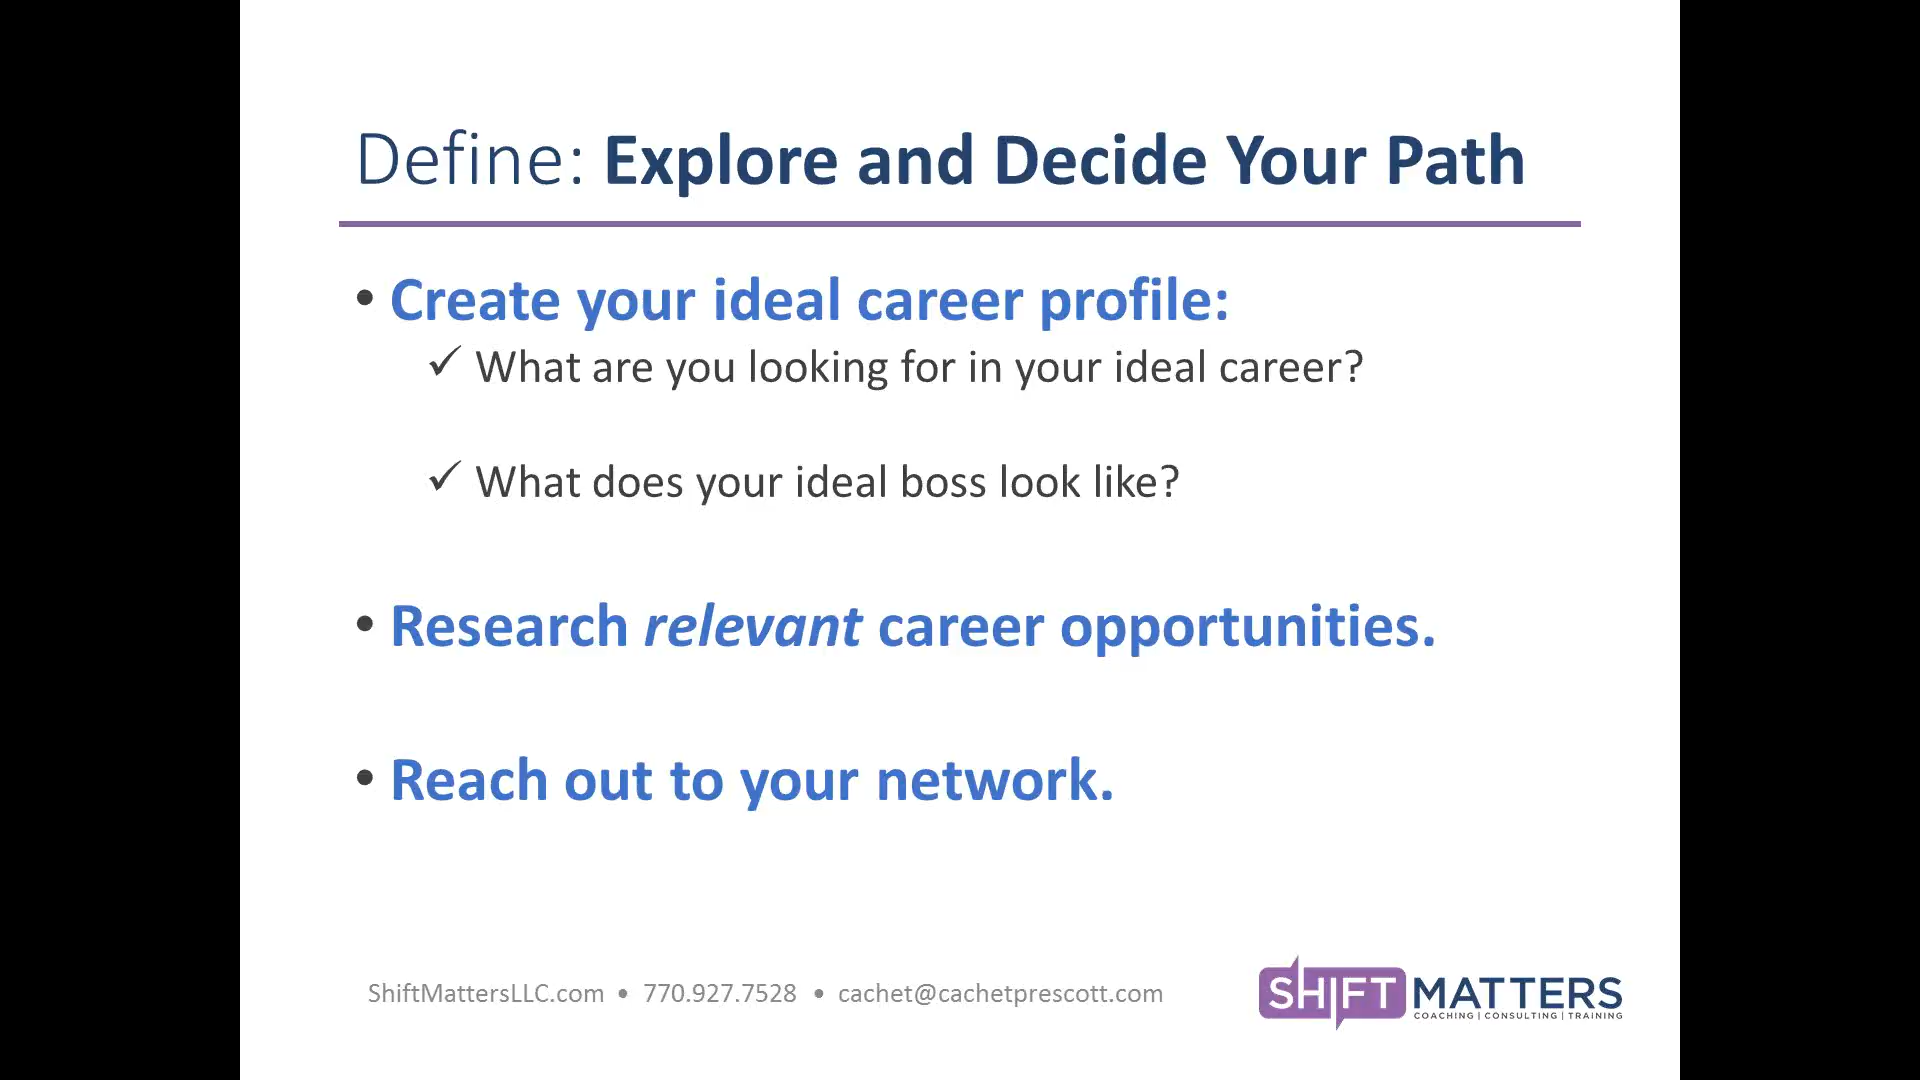 Define: Explore and Decide Your Path
• Create your ideal career profile:
✓ What are you looking for in your ideal career?
✓ What does your ideal boss look like?
• Research relevant career opportunities.
• Reach out to your network.
ShiftMattersLLC.com • 770.927.7528 • cachet@cachetprescott.com
SHIFT MATTERS
COACHING | CONSULTING | TRAINING